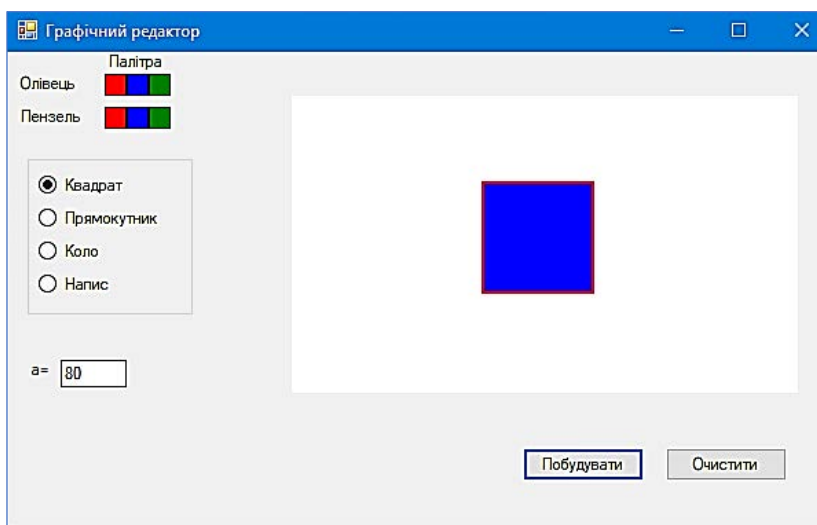 Графічний редактор
Палітра
Олівець
Пензель
Квадрат
Прямокутник
Коло
Напис
a= 80
Побудувати Очистити